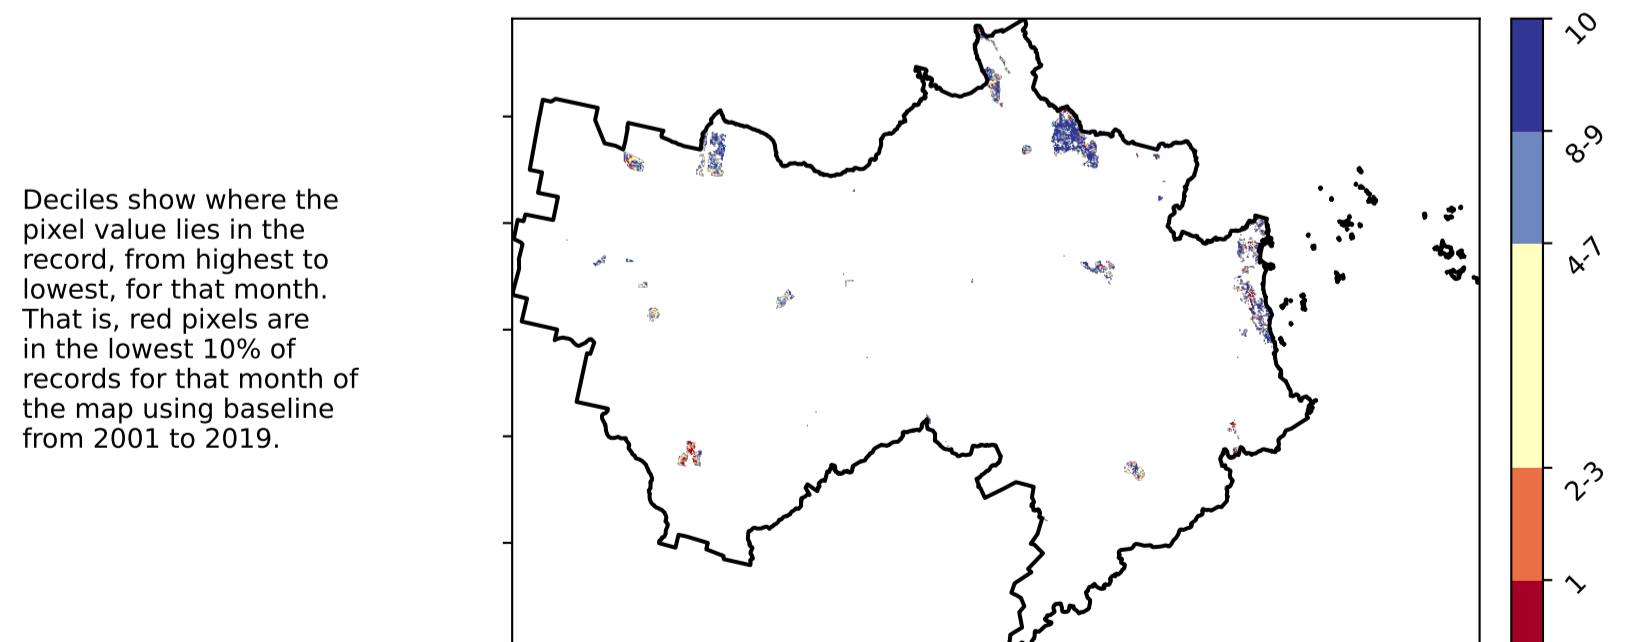 Deciles show where the
pixel value lies in the
record, from highest to
lowest, for that month.
That is, red pixels are
in the lowest 10% of
records for that month of
the map using baseline
from 2001 to 2019.
10
8-9
4-7
2-3
1